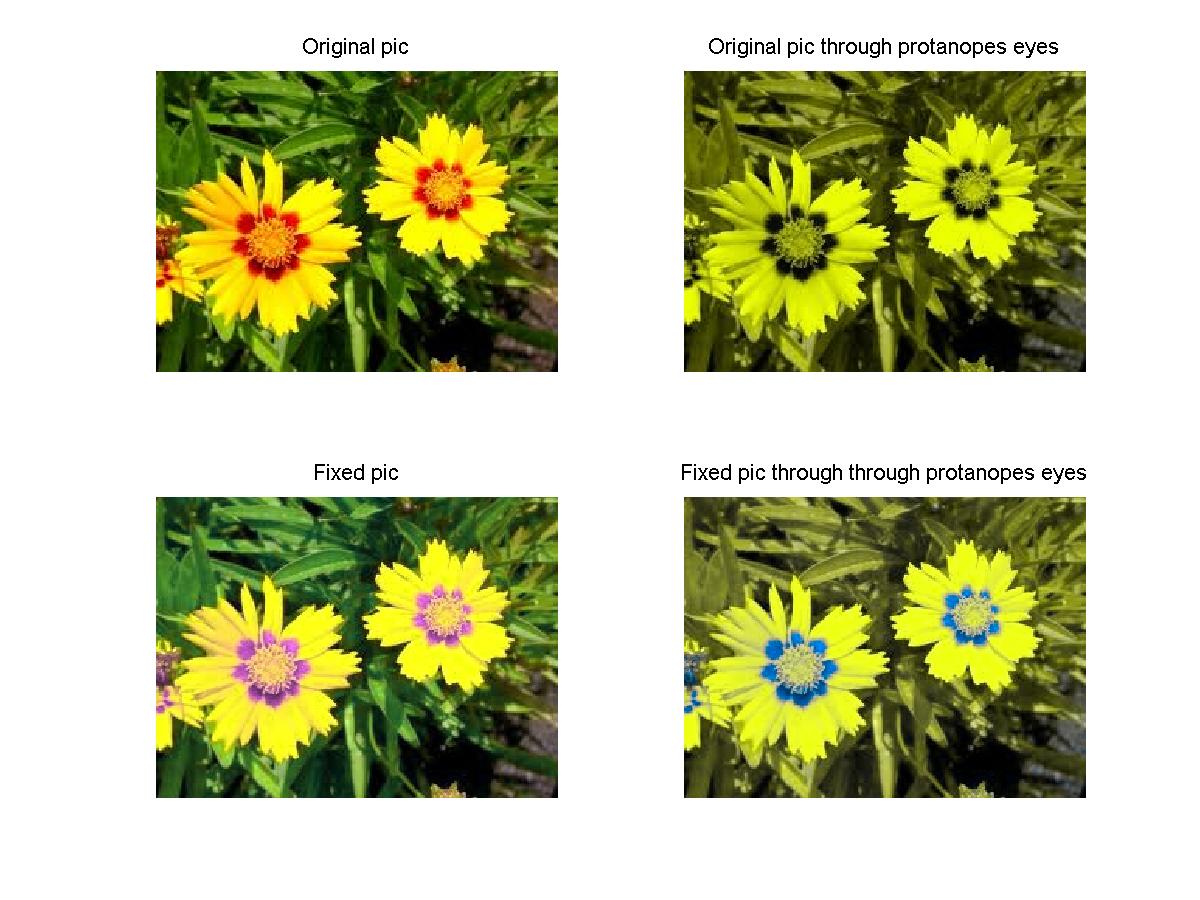 Original pic
Original pic through protanopes eyes
Fixed pic
Fixed pic through through protanopes eyes